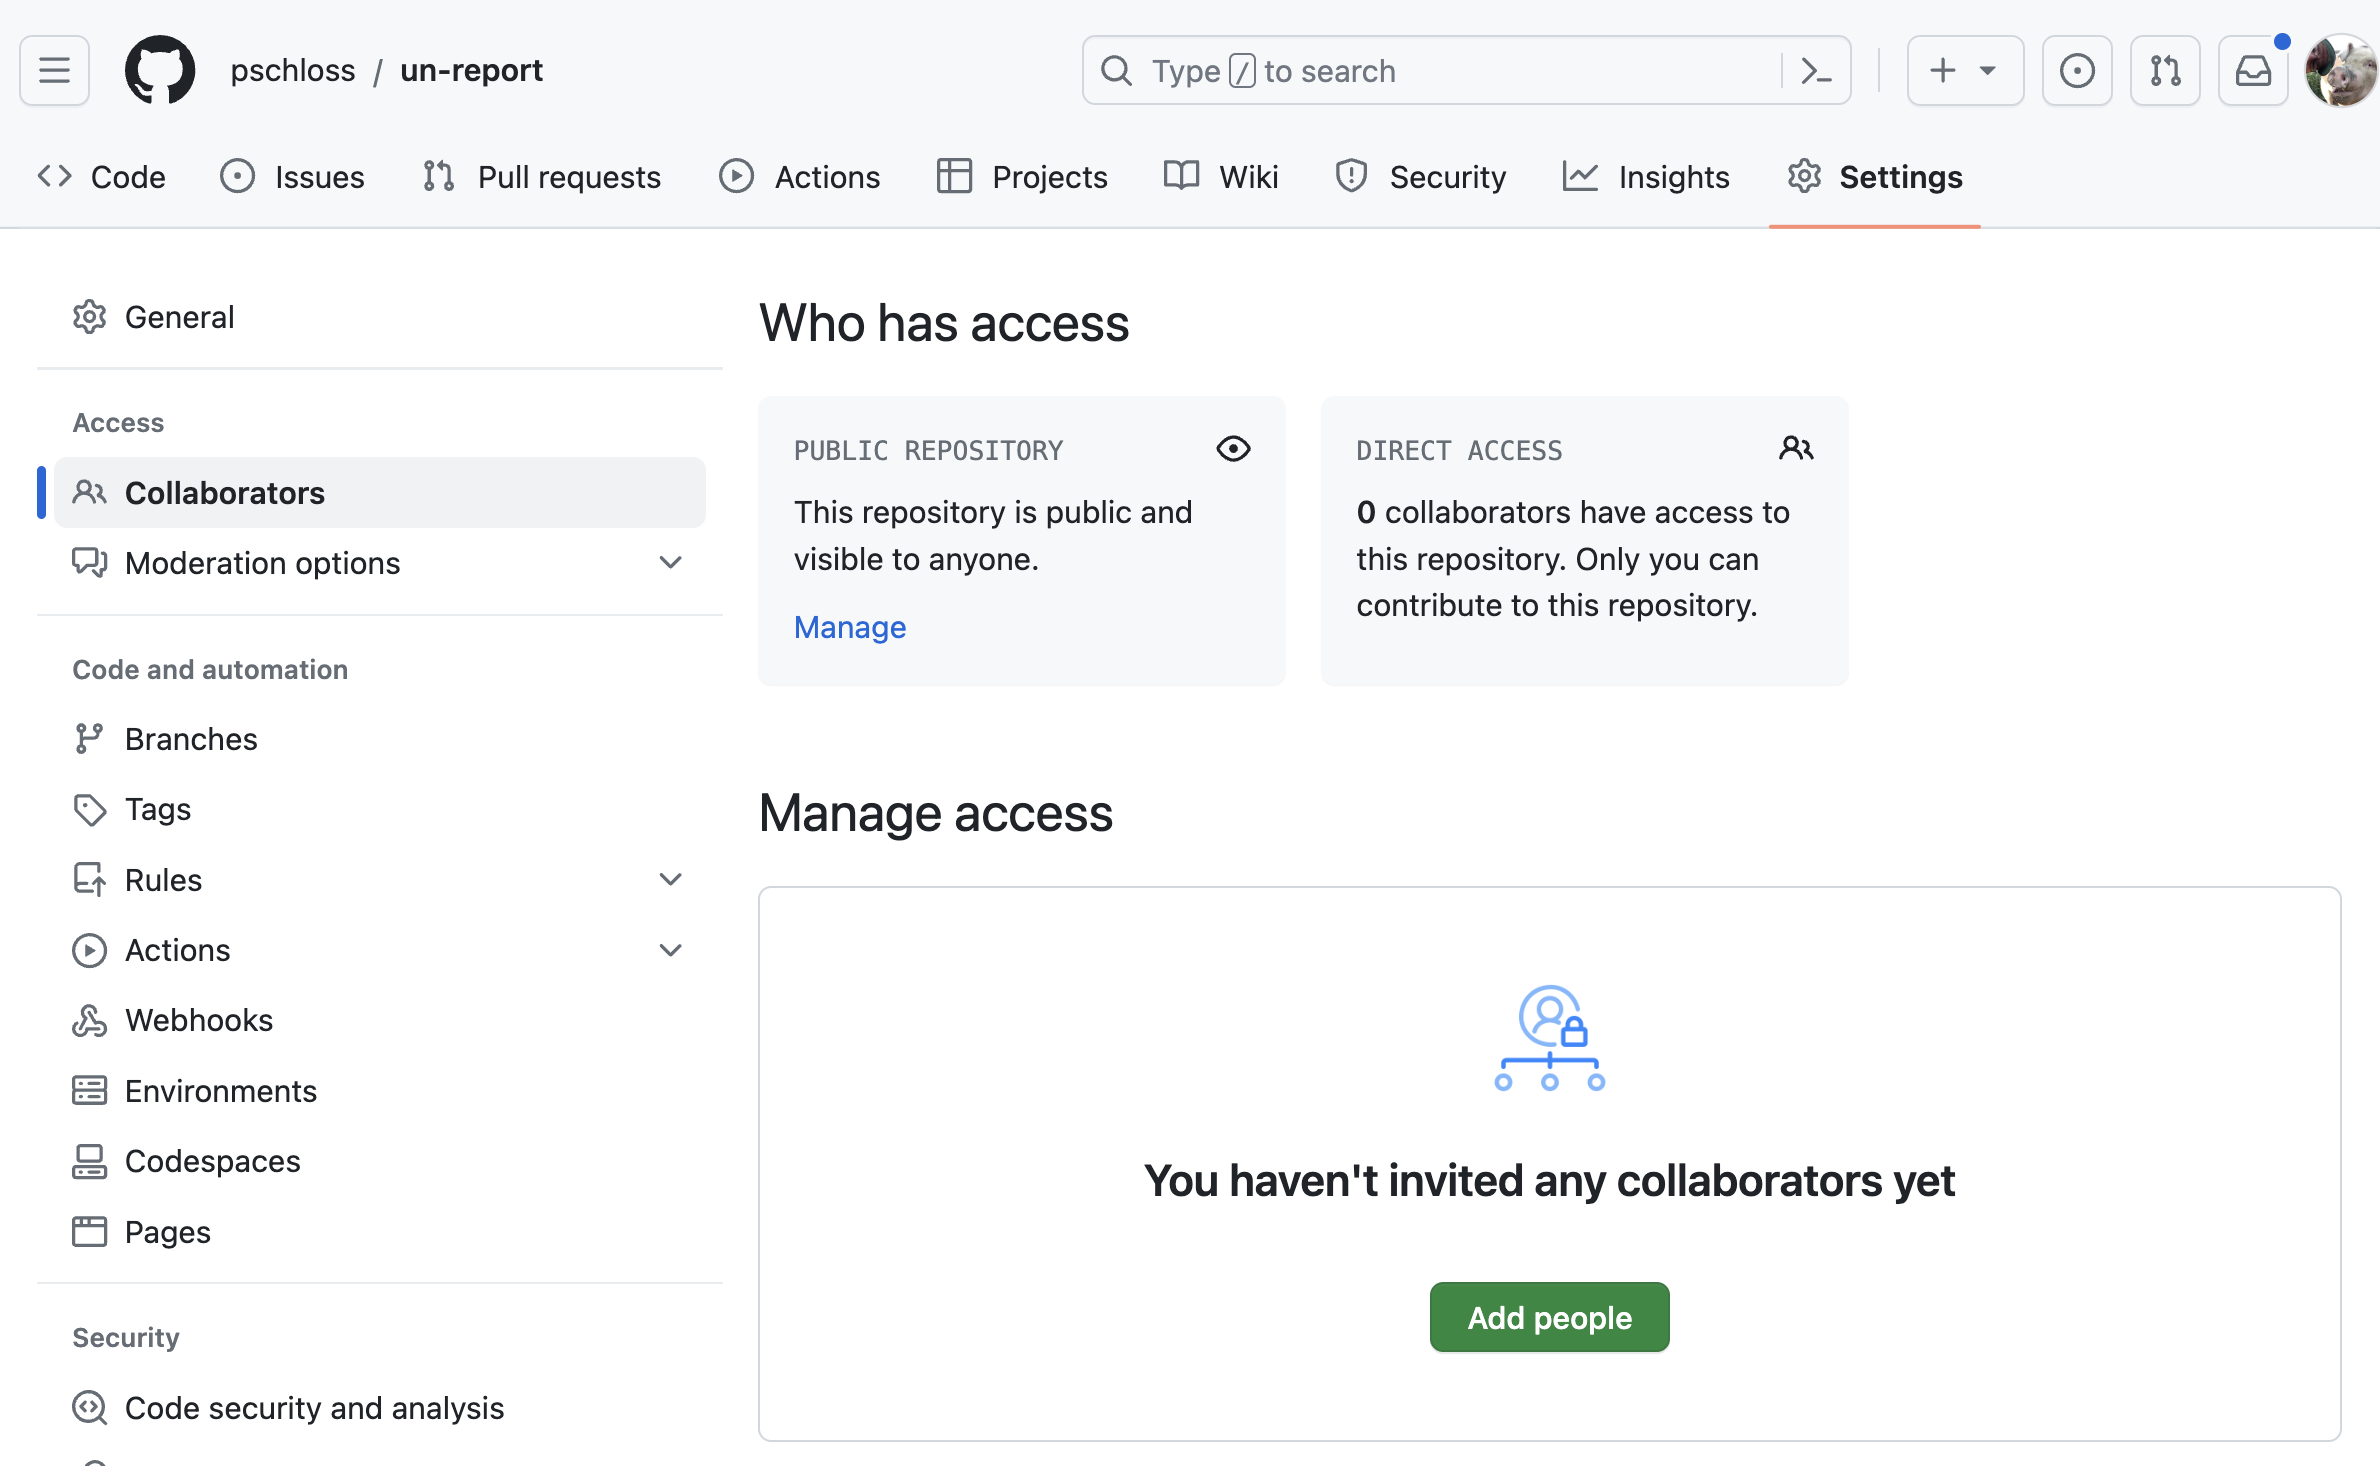 pschloss / un-report
Type / to search
Code
Issues
Pull requests
Actions
Projects
Wiki
Security
Insights
Settings
General
Access
Collaborators
Moderation options
Code and automation
Branches
Tags
Rules
Actions
Webhooks
Environments
Codespaces
Pages
Security
Code security and analysis
Who has access
PUBLIC REPOSITORY
This repository is public and
visible to anyone.
Manage
DIRECT ACCESS
0 collaborators have access to
this repository. Only you can
contribute to this repository.
Manage access
You haven't invited any collaborators yet
Add people